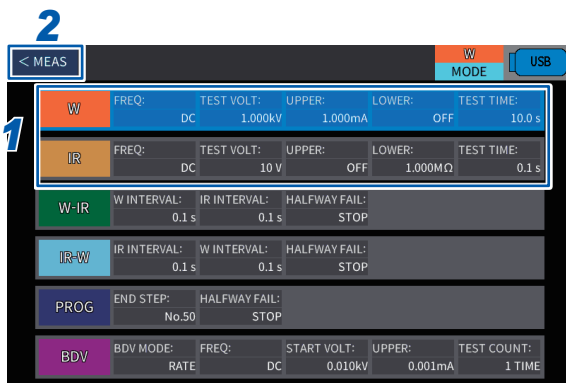 2
< MEAS
W
MODE
USB
1
W
FREQ:
DC
TEST VOLT:
1.000kV
UPPER:
1.000mA
LOWER:
OFF
TEST TIME:
10.0 s
IR
FREQ:
DC
TEST VOLT:
10 V
UPPER:
OFF
LOWER:
1.000MΩ
TEST TIME:
0.1 s
W-IR
W INTERVAL:
0.1 s
IR INTERVAL:
0.1 s
HALFWAY FAIL:
STOP
IR-W
IR INTERVAL:
0.1 s
W INTERVAL:
0.1 s
HALFWAY FAIL:
STOP
PROG
END STEP:
No.50
HALFWAY FAIL:
STOP
BDV
BDV MODE:
RATE
FREQ:
DC
START VOLT:
0.010kV
UPPER:
0.001mA
TEST COUNT:
1 TIME